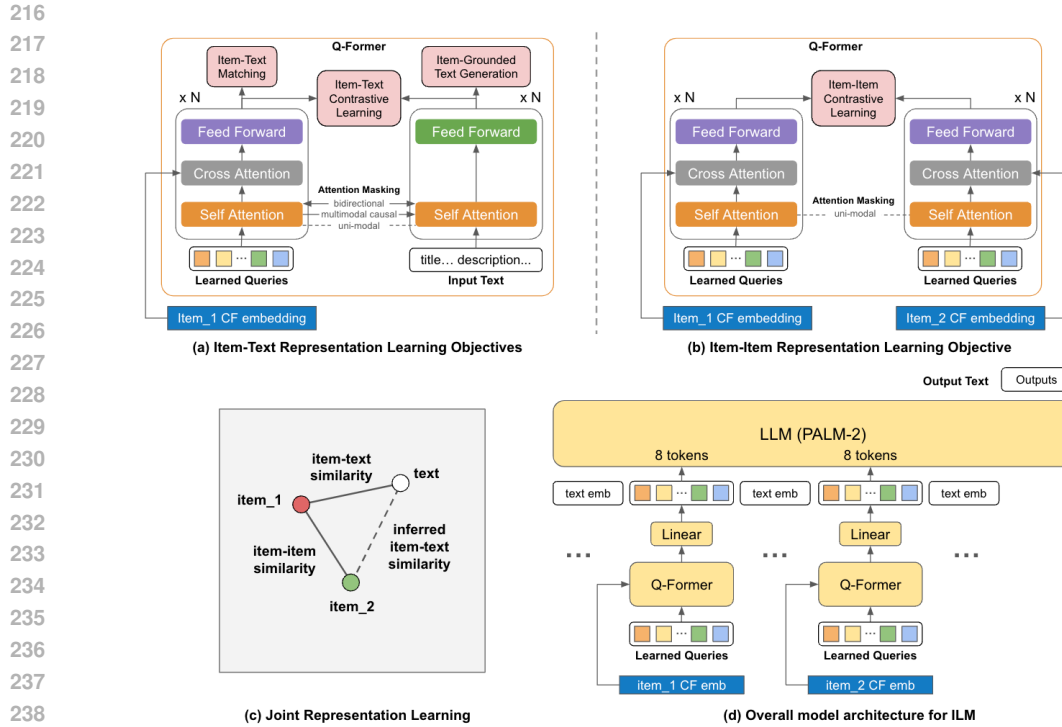 216
217
218
219
220
221
222
223
224
225
226
227
228
229
230
231
232
233
234
235
236
237
238
Q-Former
Item-Text
Matching
Item-Text
Contrastive
Learning
Item-Grounded
Text Generation
x N
x N
Feed Forward
Cross Attention
Self Attention
Feed Forward
Self Attention
Attention Masking
bidirectional
multimodal causal
uni-modal
Learned Queries
title… description...
Input Text
Item_1 CF embedding
(a) Item-Text Representation Learning Objectives
Q-Former
Item-Item
Contrastive
Learning
x N
x N
Feed Forward
Cross Attention
Self Attention
Feed Forward
Cross Attention
Self Attention
Attention Masking
uni-modal
Learned Queries
Learned Queries
Item_1 CF embedding
Item_2 CF embedding
(b) Item-Item Representation Learning Objective
item-text
similarity
text
item_1
item-item
similarity
inferred
item-text
similarity
item_2
(c) Joint Representation Learning
Output Text
Outputs
LLM (PALM-2)
8 tokens
8 tokens
text emb
text emb
text emb
Linear
Linear
...
...
...
Q-Former
Q-Former
Learned Queries
Learned Queries
item_1 CF emb
item_2 CF emb
(d) Overall model architecture for ILM